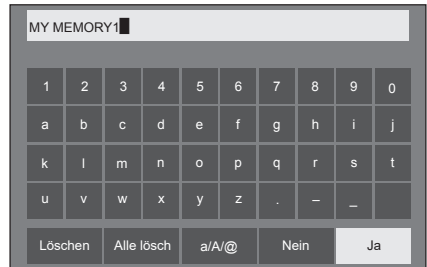 MY MEMORY1
1 2 3 4 5 6 7 8 9 0
a b c d e f g h i j
k l m n o p q r s t
u v w x y z . – _
Löschen Alle lösch a/A/@ Nein Ja